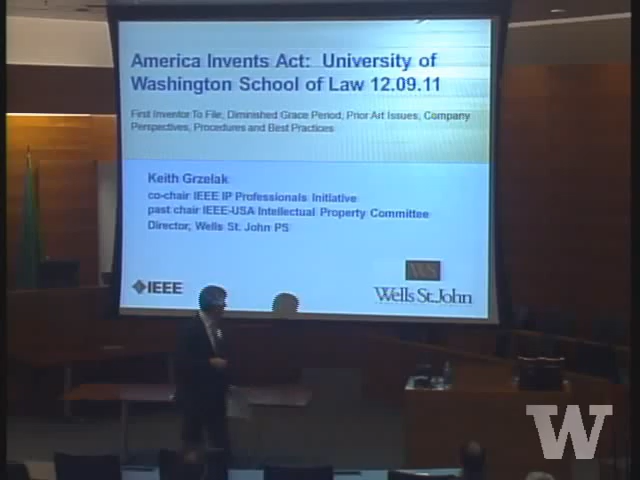 America Invents Act: University of
Washington School of Law 12.09.11
First Inventor To File, Diminished Grace Period, Prior Art Issues, Company
Perspectives, Procedures and Best Practices
Keith Grzelak
co-chair IEEE IP Professionals Initiative
past chair IEEE-USA Intellectual Property Committee
Director, Wells St. John PS
IEEE
WS
Wells St. John
W